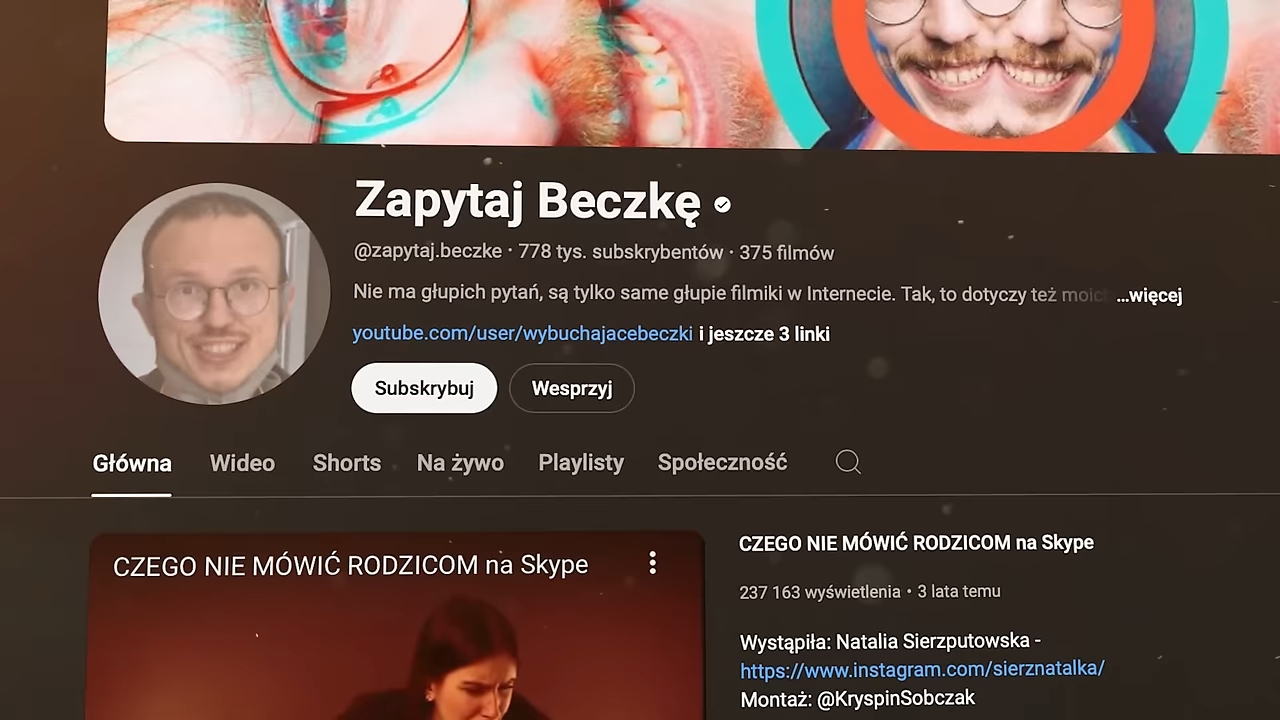 Zapytaj Beczkę
@zapytaj.beczke · 778 tys. subskrybentów · 375 filmów
Nie ma głupich pytań, są tylko same głupie filmiki w Internecie. Tak, to dotyczy też moich ...więcej
youtube.com/user/wybuchajacebeczki i jeszcze 3 linki
Subskrybuj Wesprzyj
Główna Wideo Shorts Na żywo Playlisty Społeczność
CZEGO NIE MÓWIĆ RODZICOM na Skype
CZEGO NIE MÓWIĆ RODZICOM na Skype
237 163 wyświetlenia · 3 lata temu
Wystąpiła: Natalia Sierzputowska -
https://www.instagram.com/sierznatalka/
Montaż: @KryspinSobczak